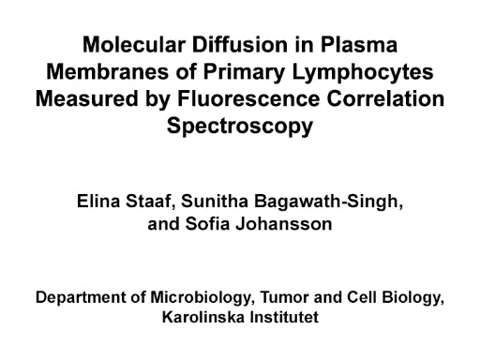 Molecular Diffusion in Plasma
Membranes of Primary Lymphocytes
Measured by Fluorescence Correlation
Spectroscopy
Elina Staaf, Sunitha Bagawath-Singh,
and Sofia Johansson
Department of Microbiology, Tumor and Cell Biology,
Karolinska Institutet